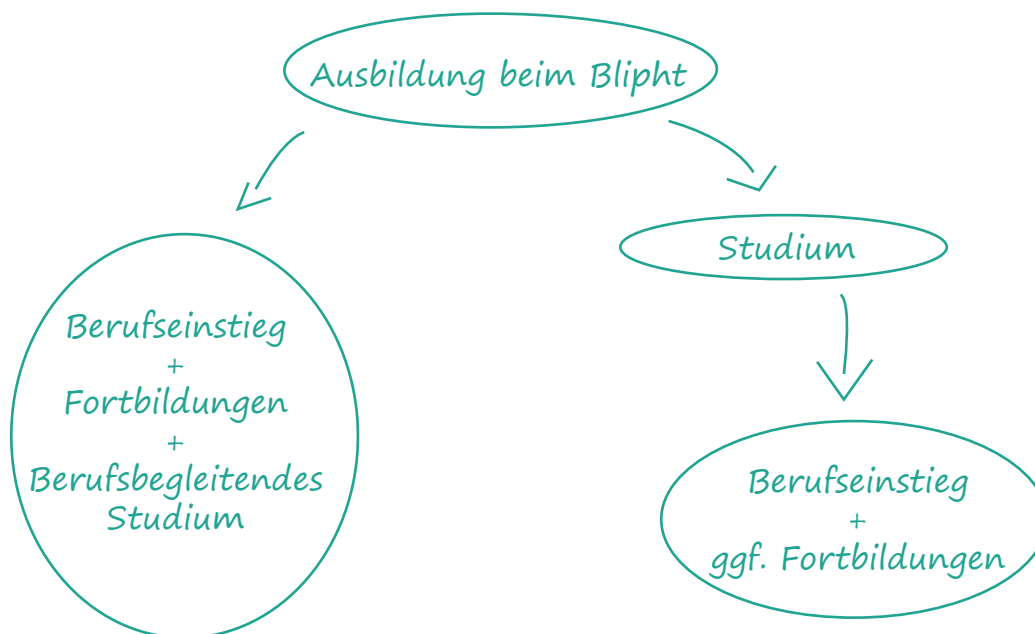 Ausbildung beim Blipht
Studium
Berufseinstieg
+
Fortbildungen
+
Berufsbegleitendes
Studium
Berufseinstieg
+
ggf. Fortbildungen